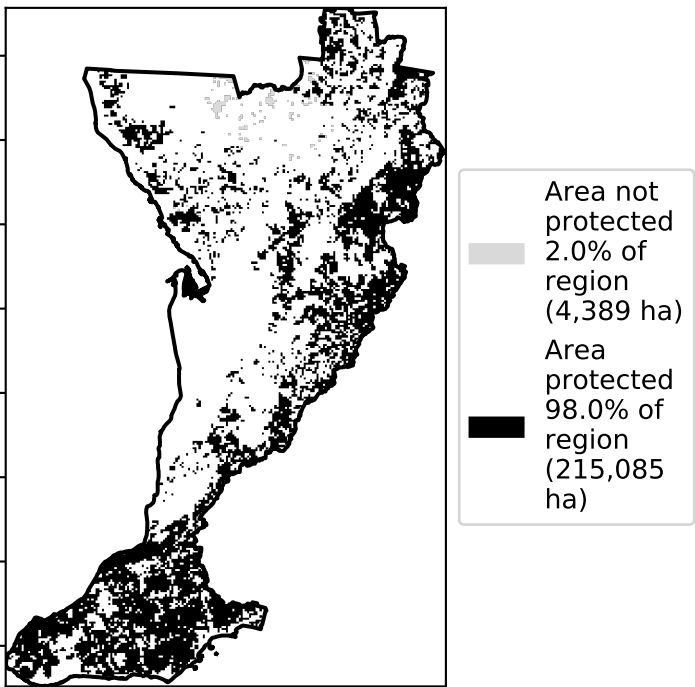 Area not
protected
2.0% of
region
(4,389 ha)
Area
protected
98.0% of
region
(215,085
ha)